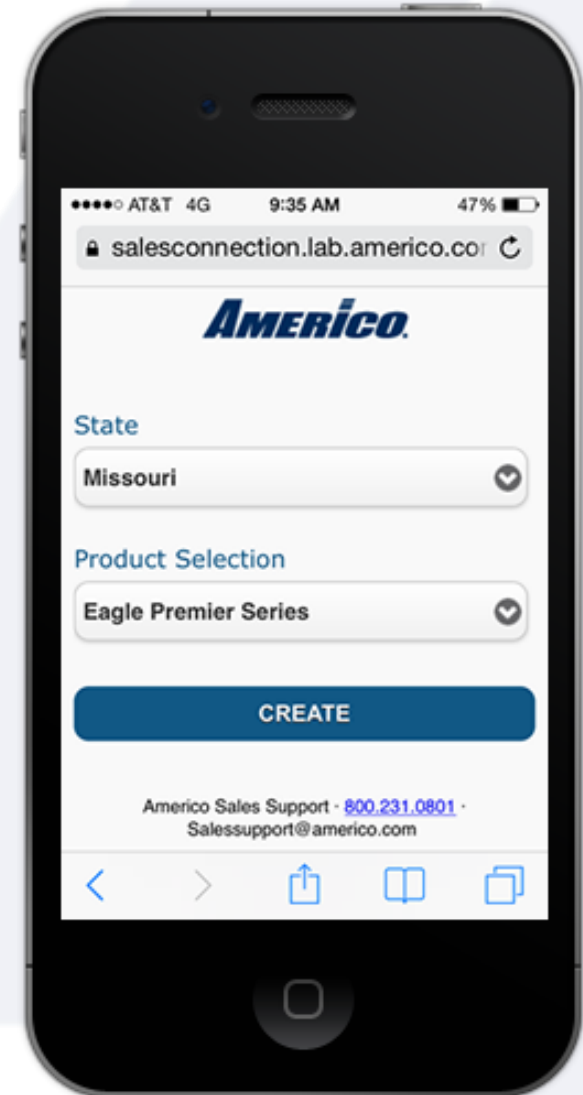 AT&T 4G 9:35 AM 47%
salesconnection.lab.americo.co
AMERICO.
State
Missouri
Product Selection
Eagle Premier Series
CREATE
Americo Sales Support · 800.231.0801 ·
Salessupport@americo.com